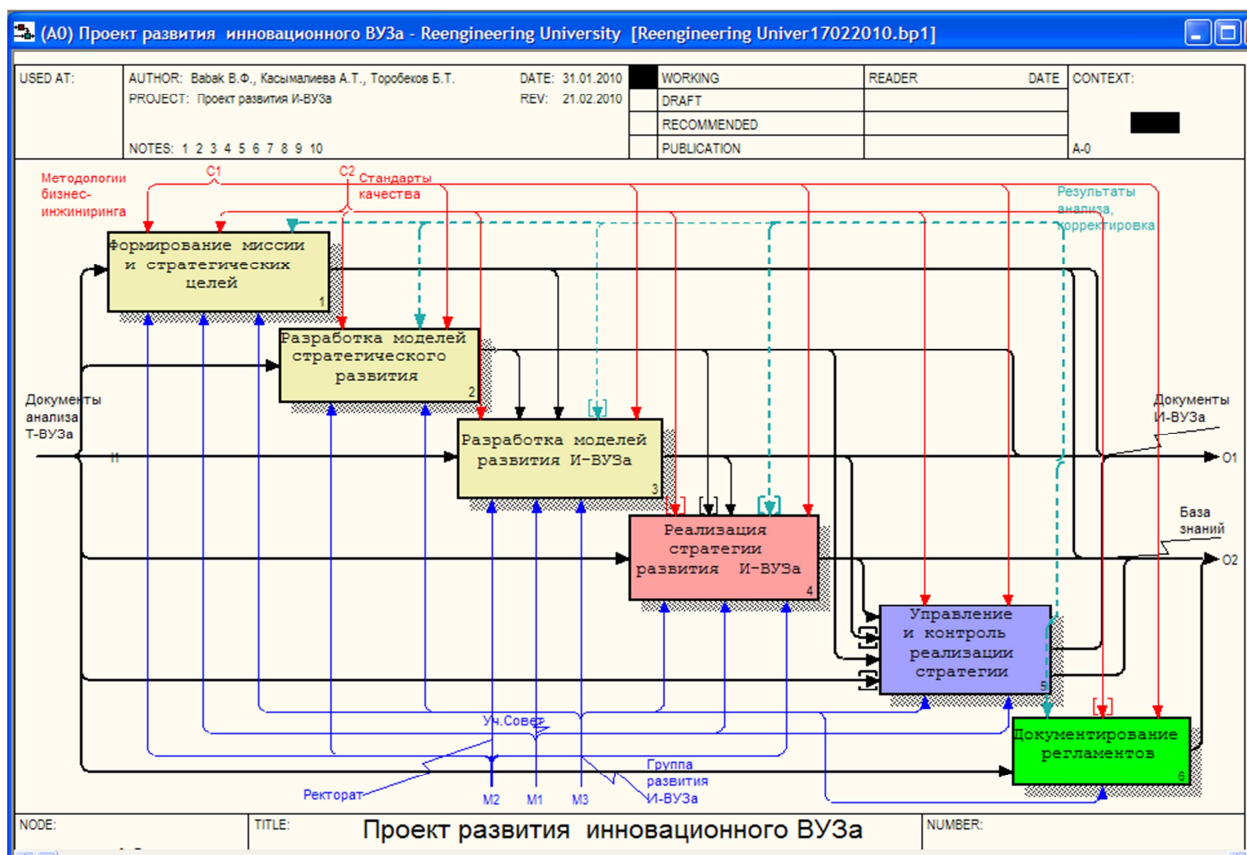 (A0) Проект развития инновационного ВУЗа - Reengineering University [Reengineering Univer17022010.bp1]
USED AT:
AUTHOR: Babak В.Ф., Касымалиева А.Т., Торобеков Б.Т.
DATE: 31.01.2010
PROJECT: Проект развития И-ВУЗа
REV: 21.02.2010
NOTES: 1 2 3 4 5 6 7 8 9 10
WORKING
DRAFT
RECOMMENDED
PUBLICATION
READER
DATE
CONTEXT:
A-0
Методологии
бизнес-
инжиниринга
C1
C2
Стандарты
качества
Результаты
анализа,
корректировка
Формирование миссии
и стратегических
целей
1
Разработка моделей
стратегического
развития
2
Документы
анализа
Т-ВУЗа
I1
Разработка моделей
развития И-ВУЗа
3
Документы
И-ВУЗа
O1
Реализация
стратегии
развития И-ВУЗа
4
База
знаний
O2
Управление
и контроль
реализации
стратегии
5
Уч.Совет
Документирование
регламентов
6
Ректорат
Группа
развития
И-ВУЗа
M2
M1
M3
NODE:
TITLE:
Проект развития инновационного ВУЗа
NUMBER: